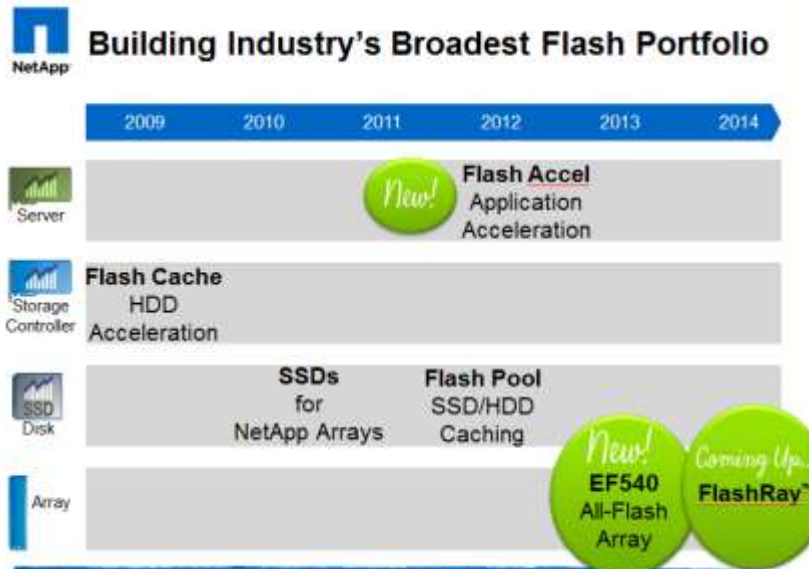 NetApp
Building Industry's Broadest Flash Portfolio
2009 2010 2011 2012 2013 2014
Server
New!
Flash Accel
Application
Acceleration
Storage
Controller
Flash Cache
HDD
Acceleration
SSD
Disk
SSDs
for
NetApp Arrays
Flash Pool
SSD/HDD
Caching
Array
New!
EF540
All-Flash
Array
Coming Up..
FlashRay™